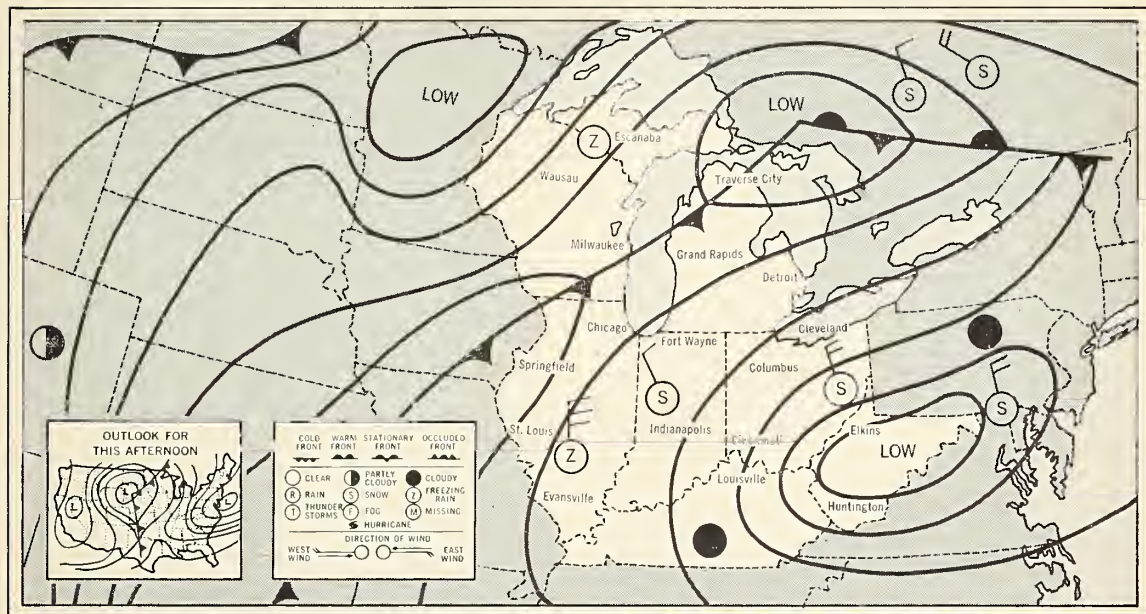 LOW
LOW
S
S
Z
Escanaba
Wausau
Traverse City
Milwaukee
Grand Rapids
Detroit
Chicago
Fort Wayne
Cleveland
Springfield
Columbus
S
S
S
St. Louis
Indianapolis
Cincinnati
Elkins
LOW
Z
Louisville
Evansville
Huntington
OUTLOOK FOR
THIS AFTERNOON
L
L
L
COLD FRONT
WARM FRONT
STATIONARY FRONT
OCCLUDED FRONT
CLEAR
PARTLY CLOUDY
CLOUDY
R RAIN
S SNOW
Z FREEZING RAIN
T THUNDER STORMS
F FOG
M MISSING
HURRICANE
DIRECTION OF WIND
WEST WIND
EAST WIND